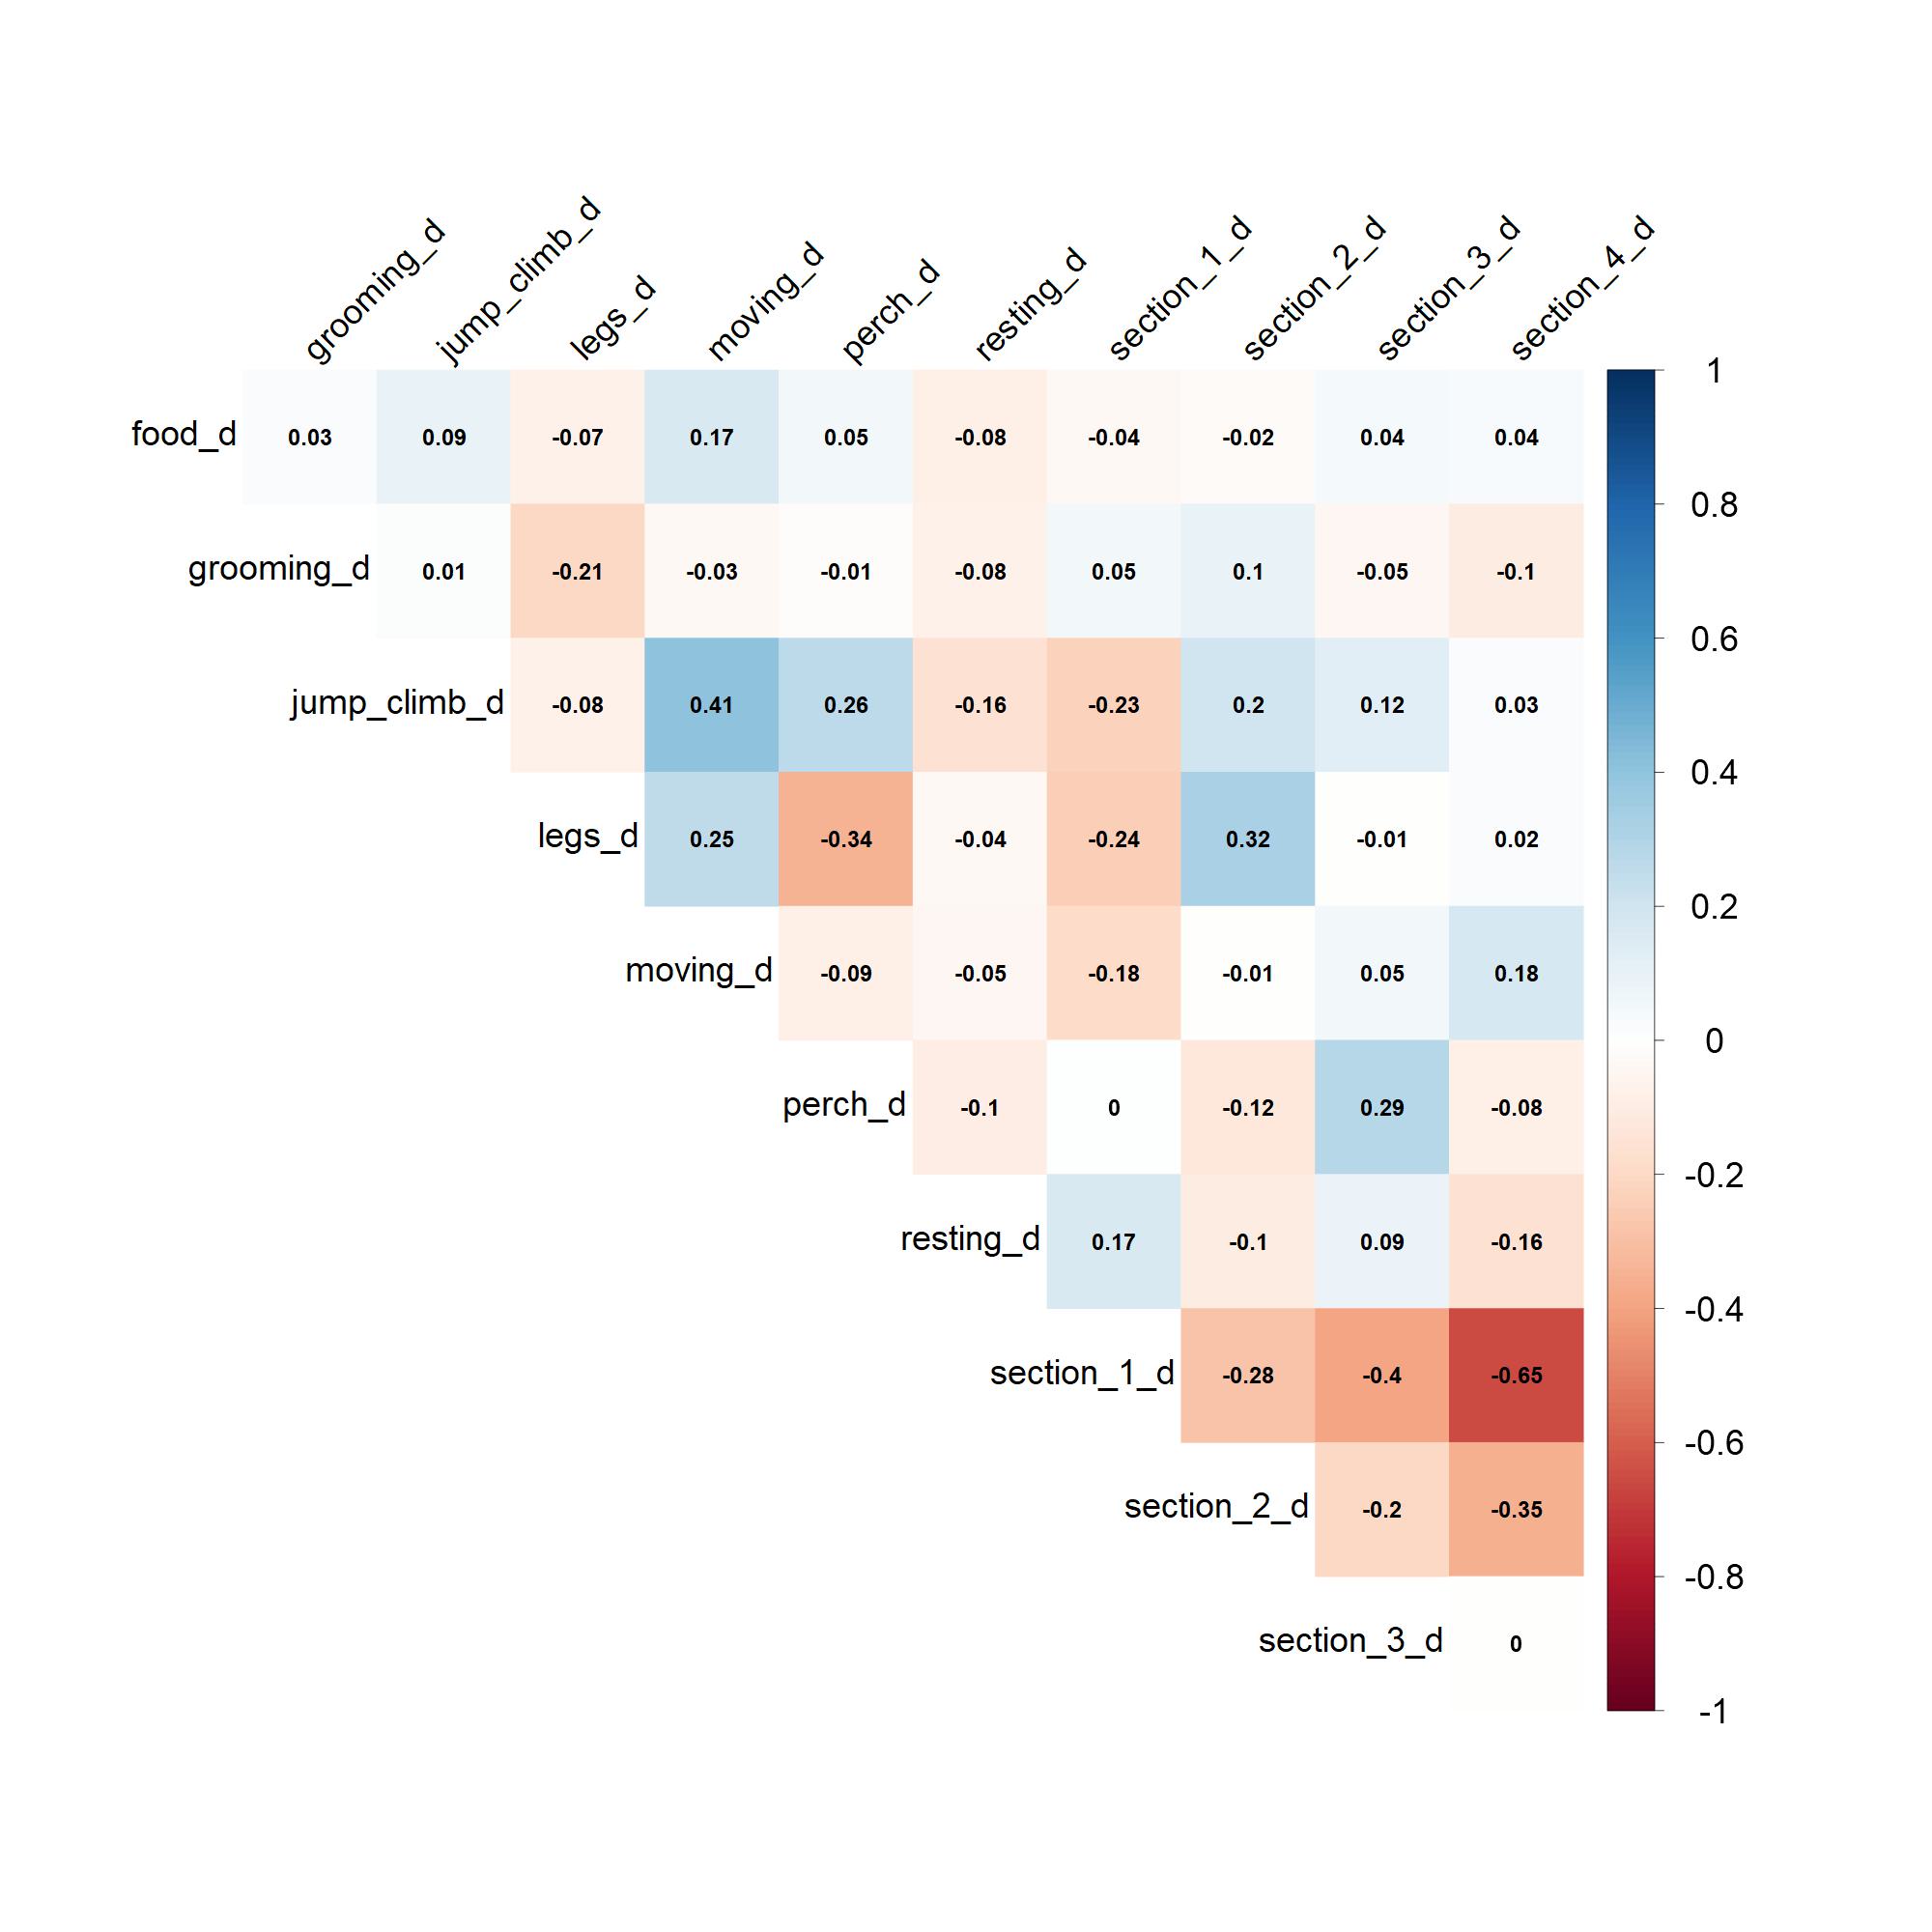 grooming_d jump_climb_d legs_d moving_d perch_d resting_d section_1_d section_2_d section_3_d section_4_d
food_d 0.03 0.09 -0.07 0.17 0.05 -0.08 -0.04 -0.02 0.04 0.04
grooming_d 0.01 -0.21 -0.03 -0.01 -0.08 0.05 0.1 -0.05 -0.1
jump_climb_d -0.08 0.41 0.26 -0.16 -0.23 0.2 0.12 0.03
legs_d 0.25 -0.34 -0.04 -0.24 0.32 -0.01 0.02
moving_d -0.09 -0.05 -0.18 -0.01 0.05 0.18
perch_d -0.1 0 -0.12 0.29 -0.08
resting_d 0.17 -0.1 0.09 -0.16
section_1_d -0.28 -0.4 -0.65
section_2_d -0.2 -0.35
section_3_d 0
1
0.8
0.6
0.4
0.2
0
-0.2
-0.4
-0.6
-0.8
-1